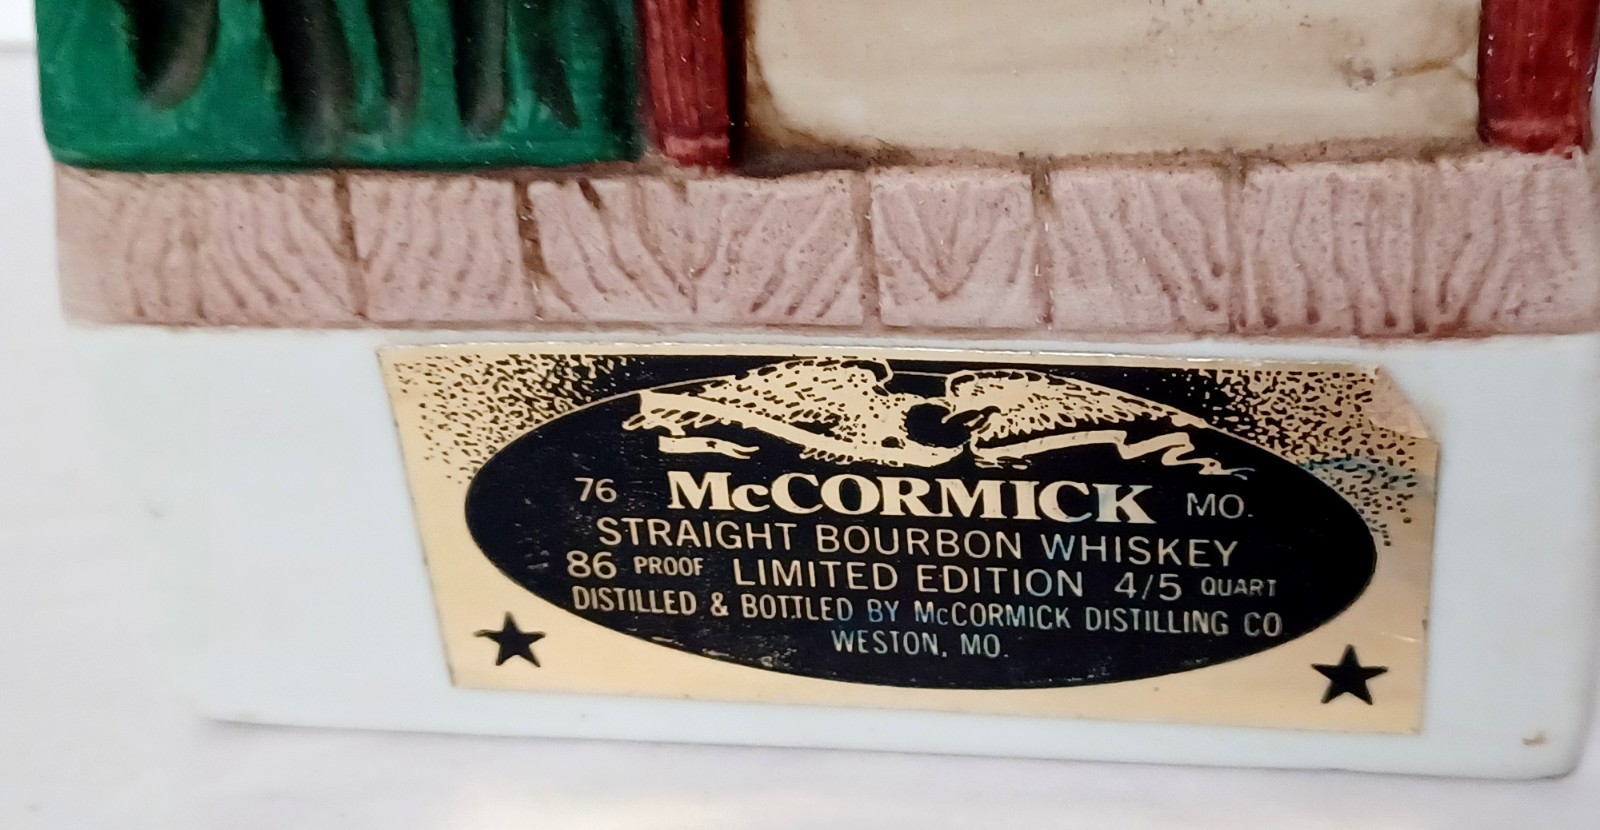 76 McCORMICK MO.
STRAIGHT BOURBON WHISKEY
86 PROOF LIMITED EDITION 4/5 QUART
DISTILLED & BOTTLED BY McCORMICK DISTILLING CO
WESTON, MO.